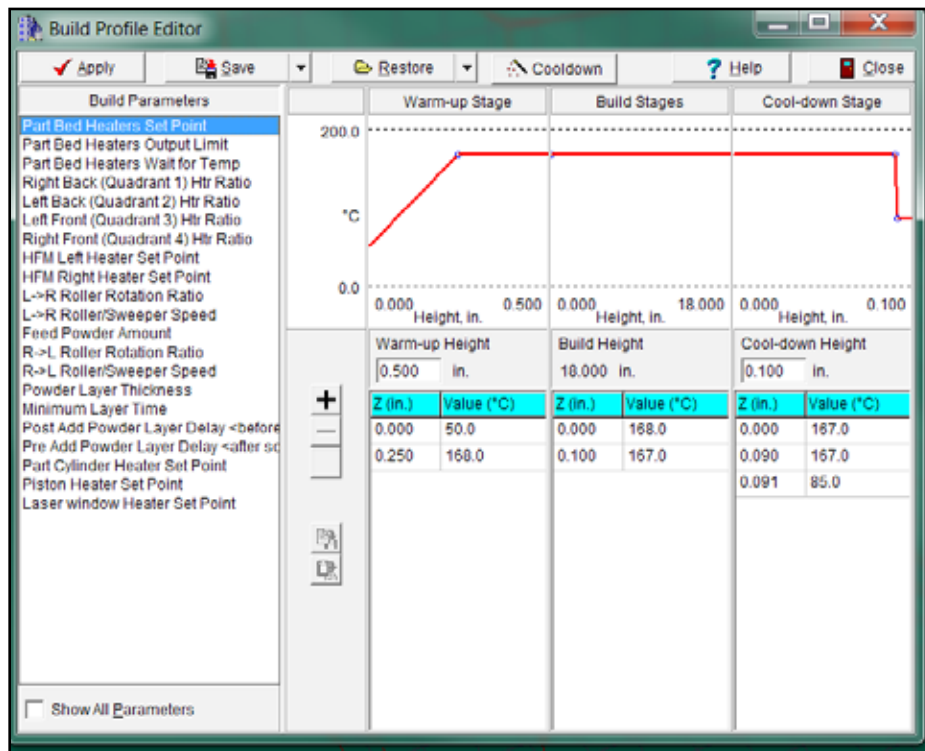 Build Profile Editor
Apply Save Restore Cooldown Help Close
Build Parameters
Part Bed Heaters Set Point
Part Bed Heaters Output Limit
Part Bed Heaters Wait for Temp
Right Back (Quadrant 1) Htr Ratio
Left Back (Quadrant 2) Htr Ratio
Left Front (Quadrant 3) Htr Ratio
Right Front (Quadrant 4) Htr Ratio
HFM Left Heater Set Point
HFM Right Heater Set Point
L->R Roller Rotation Ratio
L->R Roller/Sweeper Speed
Feed Powder Amount
R->L Roller Rotation Ratio
R->L Roller/Sweeper Speed
Powder Layer Thickness
Minimum Layer Time
Post Add Powder Layer Delay <before
Pre Add Powder Layer Delay <after sc
Part Cylinder Heater Set Point
Piston Heater Set Point
Laser window Heater Set Point
Show All Parameters
Warm-up Stage Build Stages Cool-down Stage
200.0
°C
0.0
0.000 0.500 0.000 18.000 0.000 0.100
Height, in. Height, in. Height, in.
Warm-up Height Build Height Cool-down Height
0.500 in. 18.000 in. 0.100 in.
Z (in.) Value (°C) Z (in.) Value (°C) Z (in.) Value (°C)
0.000 50.0 0.000 168.0 0.000 167.0
0.250 168.0 0.100 167.0 0.090 167.0
0.091 85.0